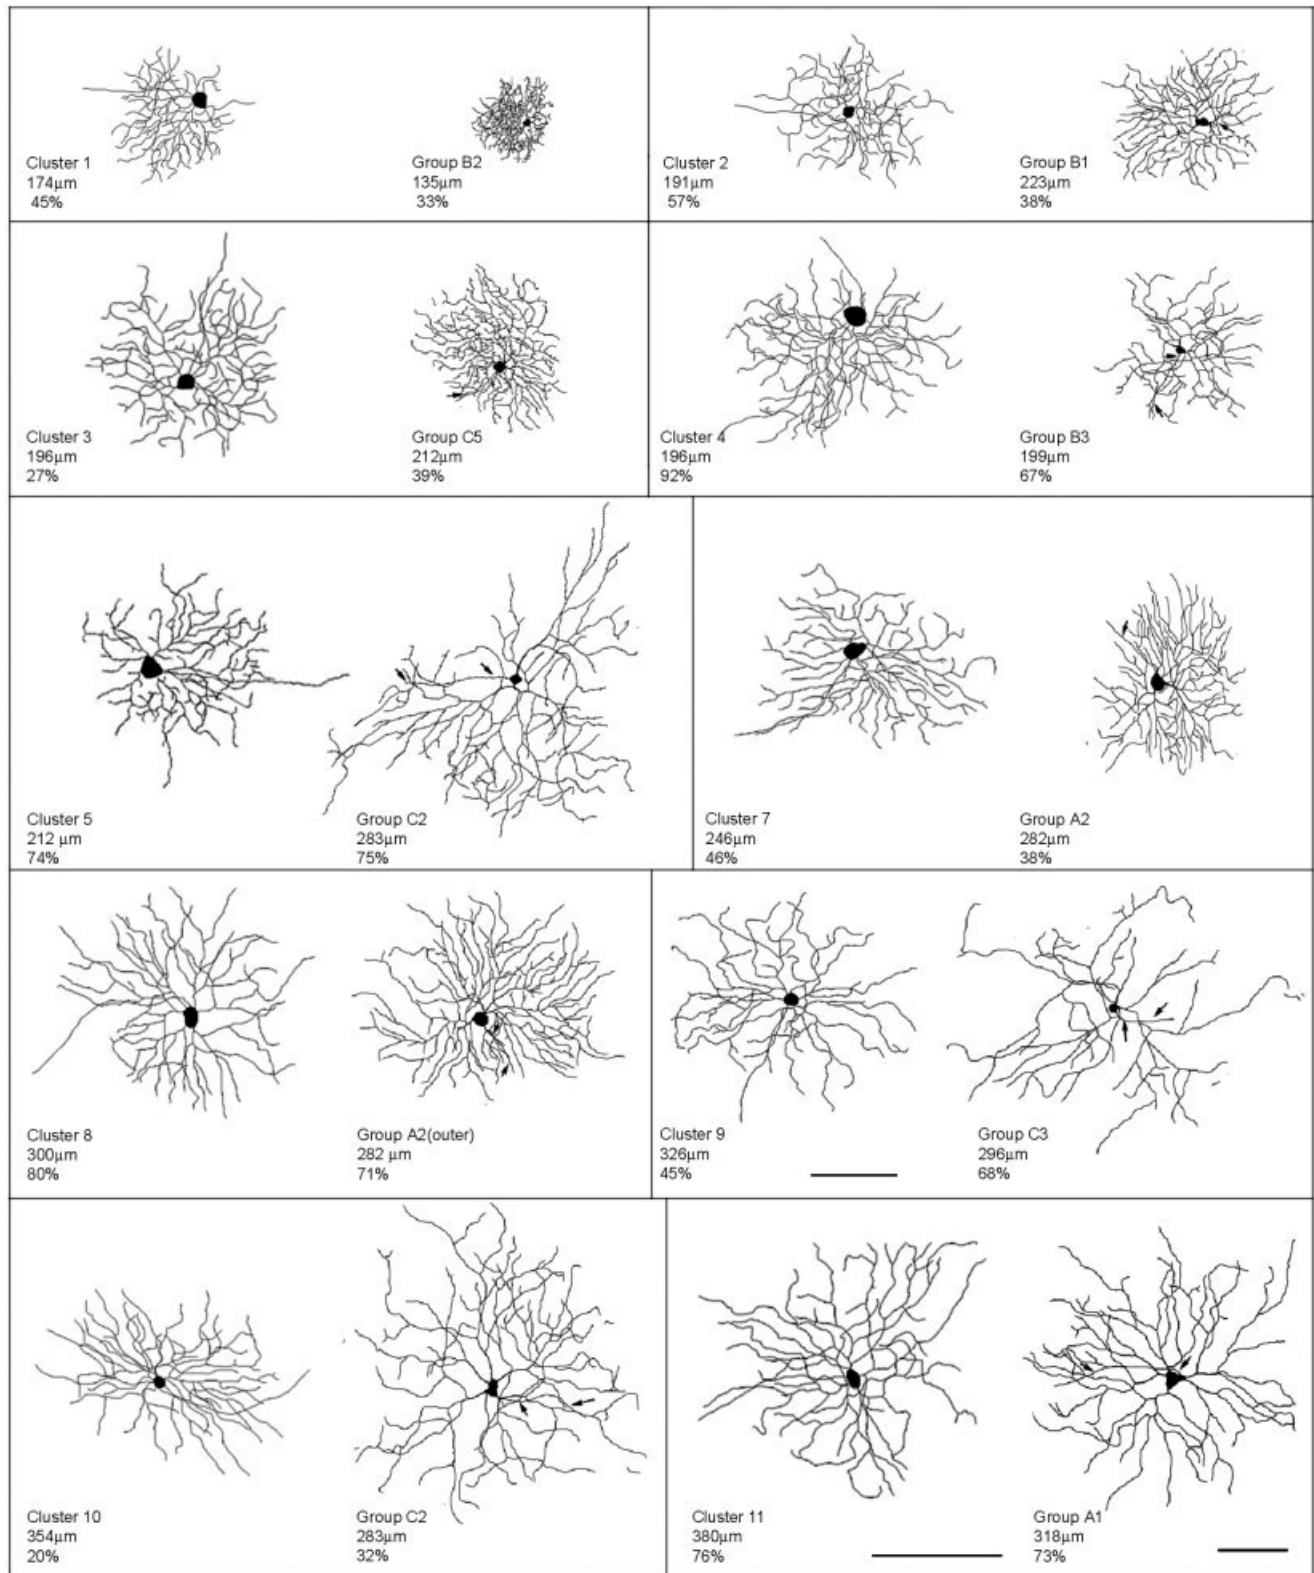 Cluster 1
174μm
45%
Group B2
135μm
33%
Cluster 2
191μm
57%
Group B1
223μm
38%
Cluster 3
196μm
27%
Group C5
212μm
39%
Cluster 4
196μm
92%
Group B3
199μm
67%
Cluster 5
212 μm
74%
Group C2
283μm
75%
Cluster 7
246μm
46%
Group A2
282μm
38%
Cluster 8
300μm
80%
Group A2(outer)
282 μm
71%
Cluster 9
326μm
45%
Group C3
296μm
68%
Cluster 10
354μm
20%
Group C2
283μm
32%
Cluster 11
380μm
76%
Group A1
318μm
73%